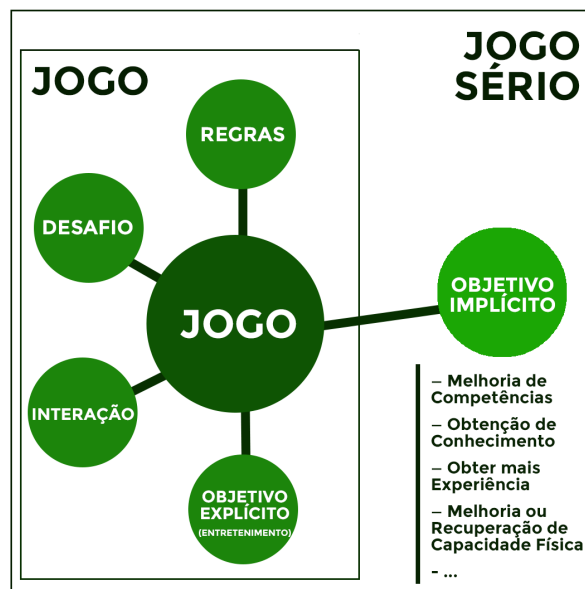 JOGO
SÉRIO
JOGO
REGRAS
DESAFIO
JOGO
INTERAÇÃO
OBJETIVO
EXPLÍCITO
(ENTRETENIMENTO)
OBJETIVO
IMPLÍCITO
– Melhoria de
Competências
– Obtenção de
Conhecimento
– Obter mais
Experiência
– Melhoria ou
Recuperação de
Capacidade Física
- ...